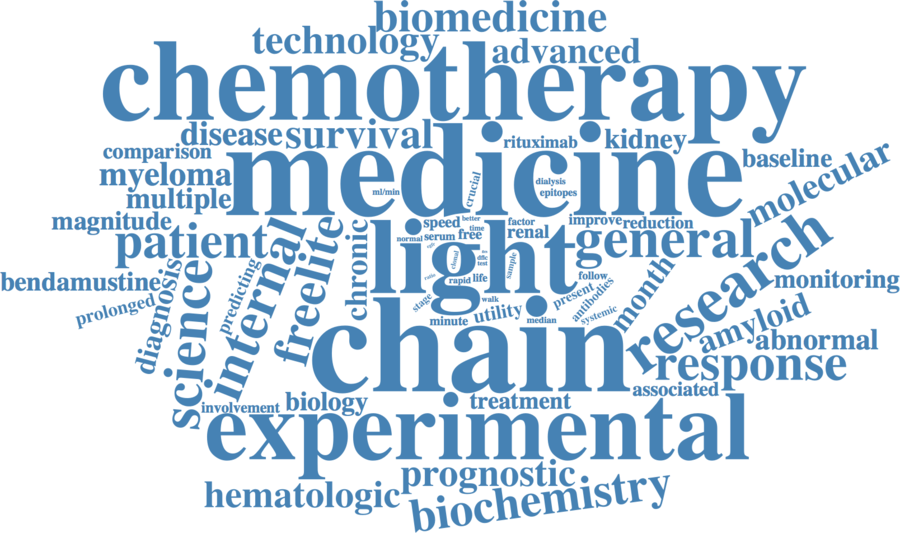 biomedicine
technology
advanced
chemotherapy
disease
survival
rituximab
kidney
comparison
medicine
baseline
molecular
myeloma
multiple
ml/min
crucial
dialysis
epitopes
magnitude
patient
internal
freelite
chronic
speed
better
time
factor
improve
reduction
normal
serum
free
renal
light
general
research
bendamustine
prolonged
diagnosis
science
predicting
clonal
dflc
test
sample
rapid
life
follow
month
monitoring
stage
walk
present
antibodies
systemic
minute
utility
median
chain
amyloid
abnormal
response
associated
involvement
biology
treatment
experimental
prognostic
hematologic
biochemistry